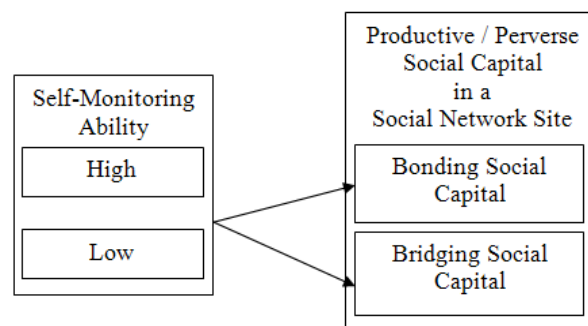 Self-Monitoring
Ability
High
Low
Productive / Perverse
Social Capital
in a
Social Network Site
Bonding Social
Capital
Bridging Social
Capital